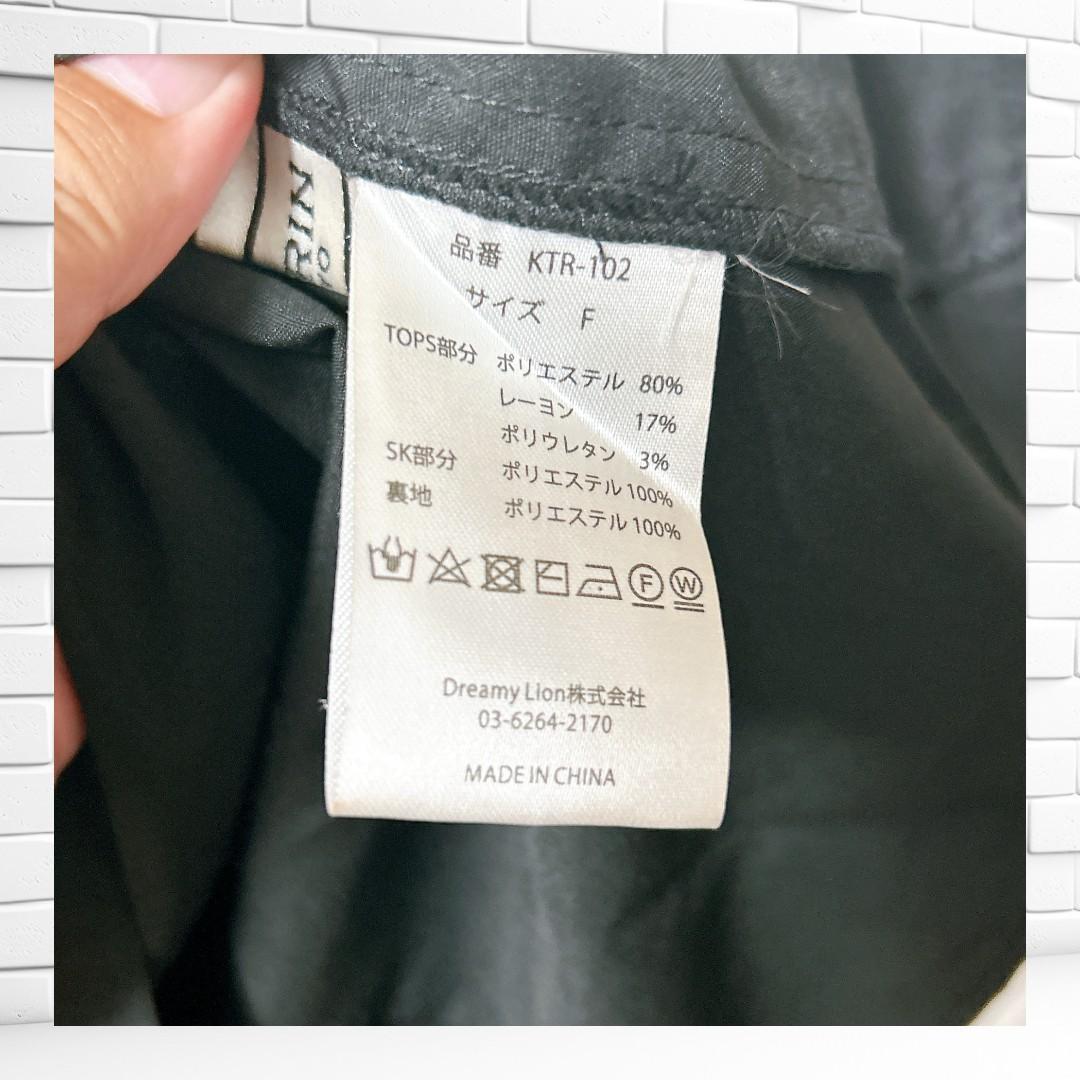 RIN
品番 KTR-102
サイズ F
TOPS部分 ポリエステル 80%
レーヨン 17%
ポリウレタン 3%
SK部分 ポリエステル 100%
裏地 ポリエステル 100%
F W
Dreamy Lion株式会社
03-6264-2170
MADE IN CHINA